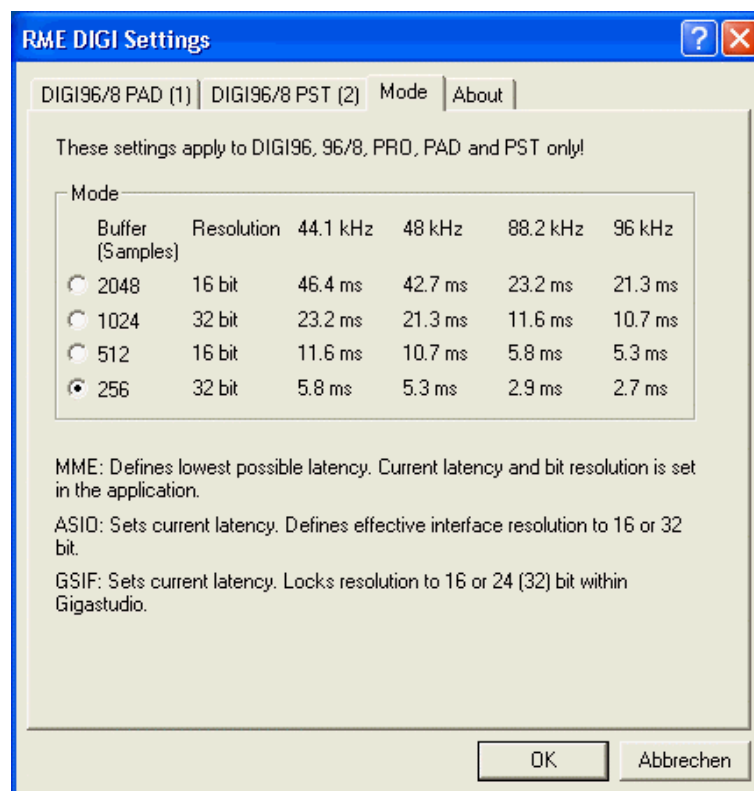 RME DIGI Settings
DIGI96/8 PAD (1) DIGI96/8 PST (2) Mode About
These settings apply to DIGI96, 96/8, PRO, PAD and PST only!
Mode
Buffer (Samples) Resolution 44.1 kHz 48 kHz 88.2 kHz 96 kHz
2048 16 bit 46.4 ms 42.7 ms 23.2 ms 21.3 ms
1024 32 bit 23.2 ms 21.3 ms 11.6 ms 10.7 ms
512 16 bit 11.6 ms 10.7 ms 5.8 ms 5.3 ms
256 32 bit 5.8 ms 5.3 ms 2.9 ms 2.7 ms
MME: Defines lowest possible latency. Current latency and bit resolution is set
in the application.
ASIO: Sets current latency. Defines effective interface resolution to 16 or 32
bit.
GSIF: Sets current latency. Locks resolution to 16 or 24 (32) bit within
Gigastudio.
OK Abbrechen